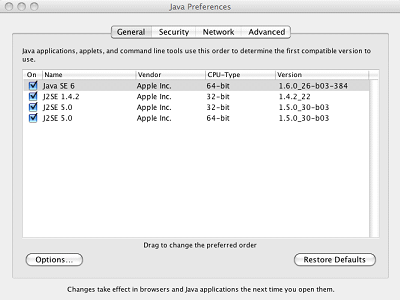 Java Preferences
General Security Network Advanced
Java applications, applets, and command line tools use this order to determine the first compatible version to
use.
On Name Vendor CPU-Type Version
Java SE 6 Apple Inc. 64-bit 1.6.0_26-b03-384
J2SE 1.4.2 Apple Inc. 32-bit 1.4.2_22
J2SE 5.0 Apple Inc. 32-bit 1.5.0_30-b03
J2SE 5.0 Apple Inc. 64-bit 1.5.0_30-b03
Drag to change the preferred order
Options... Restore Defaults
Changes take effect in browsers and Java applications the next time you open them.